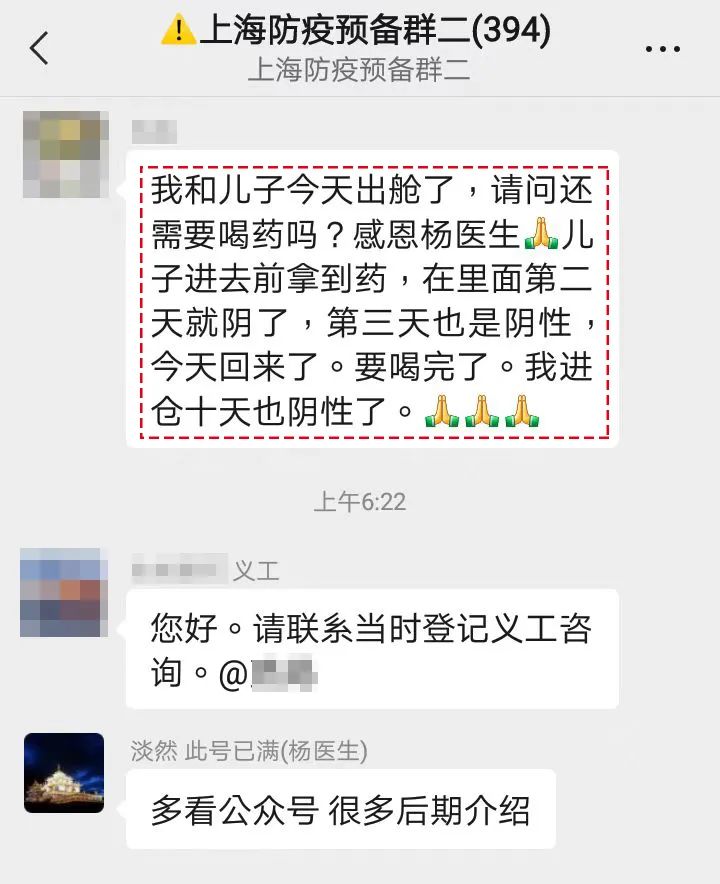 ⚠️上海防疫预备群二(394)
上海防疫预备群二
我和儿子今天出舱了，请问还
需要喝药吗？感恩杨医生🙏儿
子进去前拿到药，在里面第二
天就阴了，第三天也是阴性，
今天回来了。要喝完了。我进
仓十天也阴性了。🙏🙏🙏
上午6:22
义工
您好。请联系当时登记义工咨
询。@
淡然 此号已满(杨医生)
多看公众号 很多后期介绍